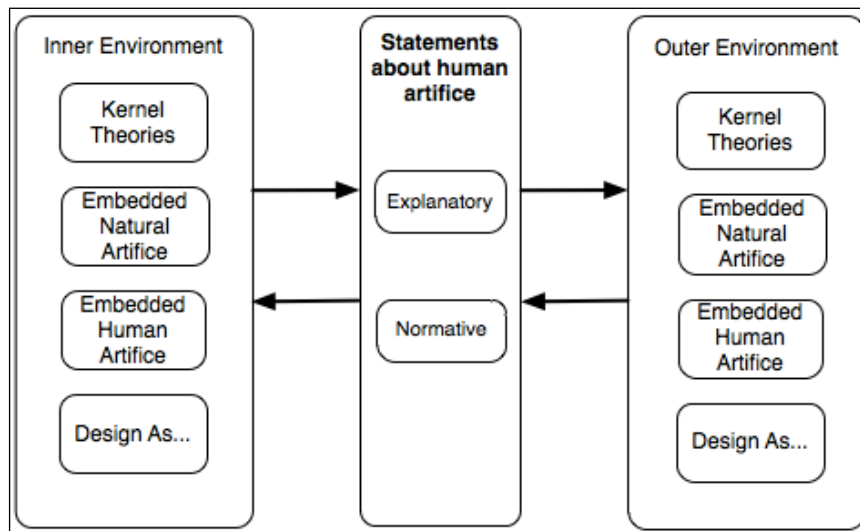 Inner Environment
Kernel
Theories
Embedded
Natural
Artifice
Embedded
Human
Artifice
Design As...
Statements
about human
artifice
Explanatory
Normative
Outer Environment
Kernel
Theories
Embedded
Natural
Artifice
Embedded
Human
Artifice
Design As...